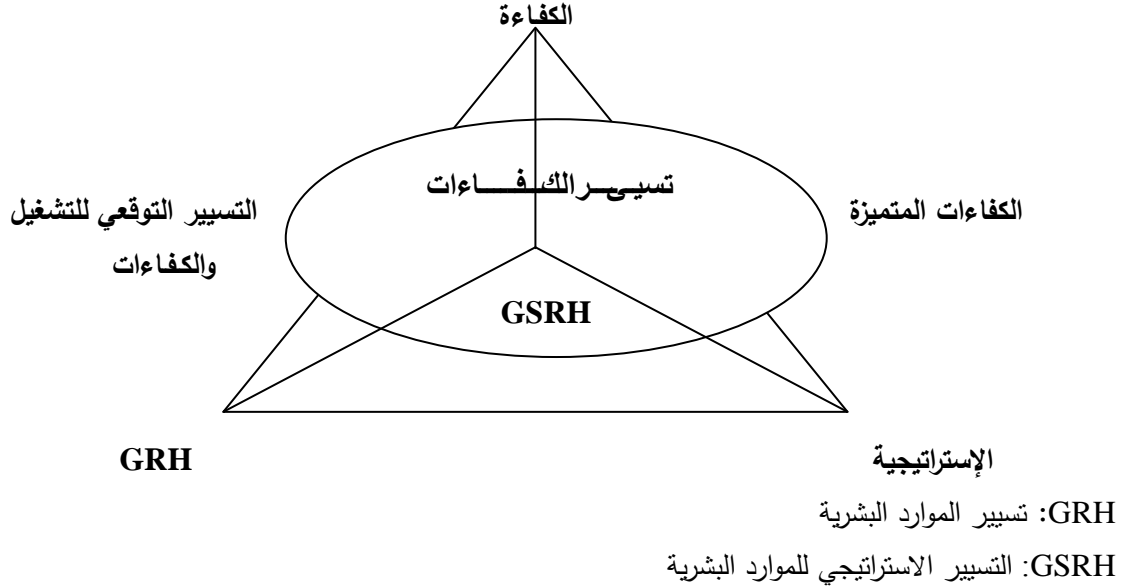 الكفاءة
تسيير الكفاءات
الكفاءات المتميزة
التسيير التوقعي للتشغيل
والكفاءات
GSRH
الإستراتيجية
GRH
GRH: تسيير الموارد البشرية
GSRH: التسيير الاستراتيجي للموارد البشرية